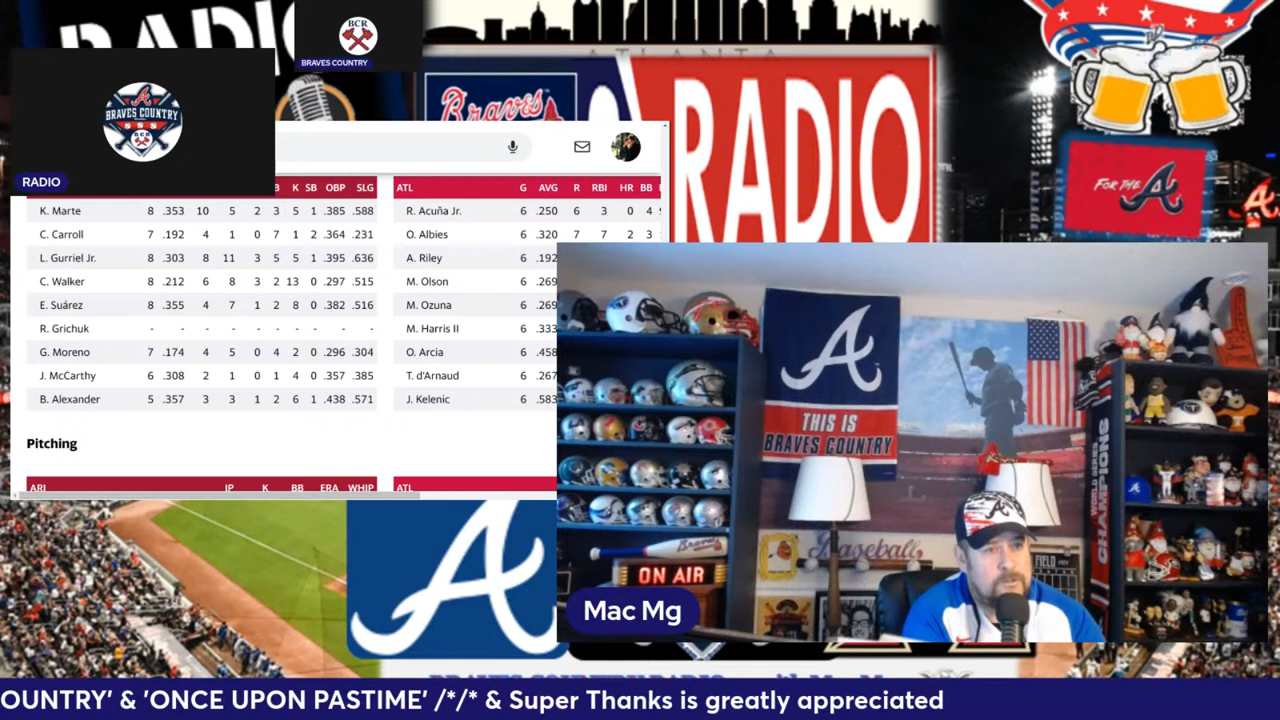 RADIO
BCR
BRAVES COUNTRY
ATLANTA
Braves
RADIO
A
BRAVES COUNTRY
BCR
RADIO
FOR THE A
B K SB OBP SLG
K. Marte 8 .353 10 5 2 3 5 1 .385 .588
C. Carroll 7 .192 4 1 0 7 1 2 .364 .231
L. Gurriel Jr. 8 .303 8 11 3 5 5 1 .395 .636
C. Walker 8 .212 6 8 3 2 13 0 .297 .515
E. Suárez 8 .355 4 7 1 2 8 0 .382 .516
R. Grichuk - - - - - - - - - -
G. Moreno 7 .174 4 5 0 4 2 0 .296 .304
J. McCarthy 6 .308 2 1 0 1 4 0 .357 .385
B. Alexander 5 .357 3 3 1 2 6 1 .438 .571
ATL G AVG R RBI HR BB
R. Acuña Jr. 6 .250 6 3 0 4
O. Albies 6 .320 7 7 2 3
A. Riley 6 .192
M. Olson 6 .269
M. Ozuna 6 .269
M. Harris II 6 .333
O. Arcia 6 .458
T. d'Arnaud 6 .267
J. Kelenic 6 .583
Pitching
ARI IP K BB ERA WHIP
ATL
A
THIS IS
BRAVES COUNTRY
WORLD SERIES
CHAMPIONS
Braves
Baseball
ON AIR
FIELD
A
Mac Mg
OUNTRY' & 'ONCE UPON PASTIME' /*/* & Super Thanks is greatly appreciated